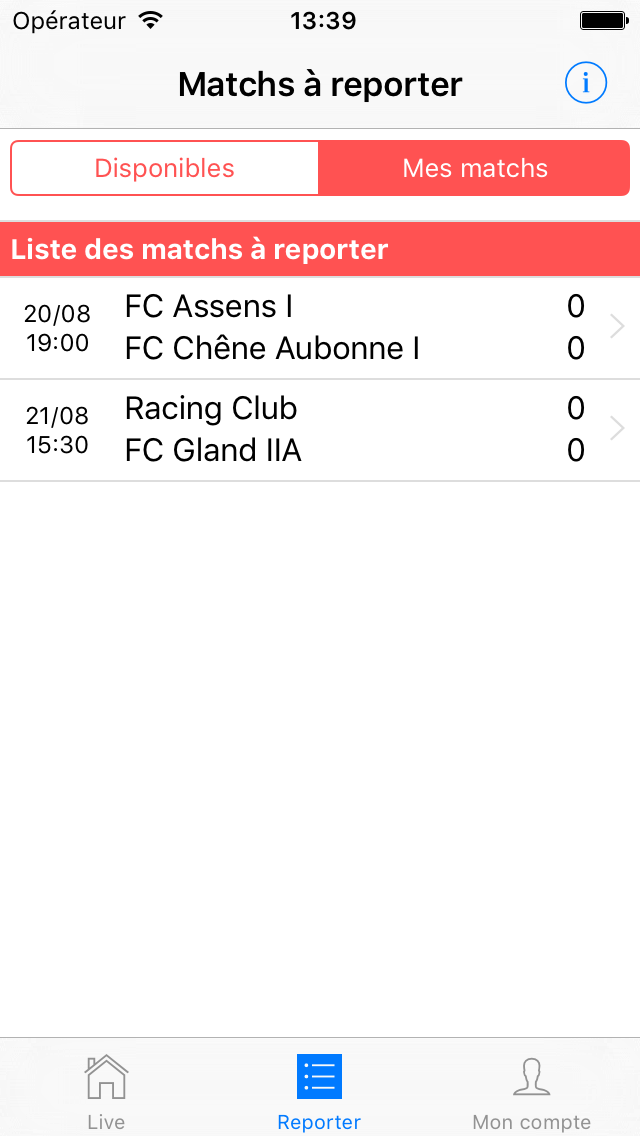 Opérateur 13:39
Matchs à reporter i
Disponibles Mes matchs
Liste des matchs à reporter
20/08 FC Assens I 0
19:00 FC Chêne Aubonne I 0
21/08 Racing Club 0
15:30 FC Gland IIA 0
Live Reporter Mon compte